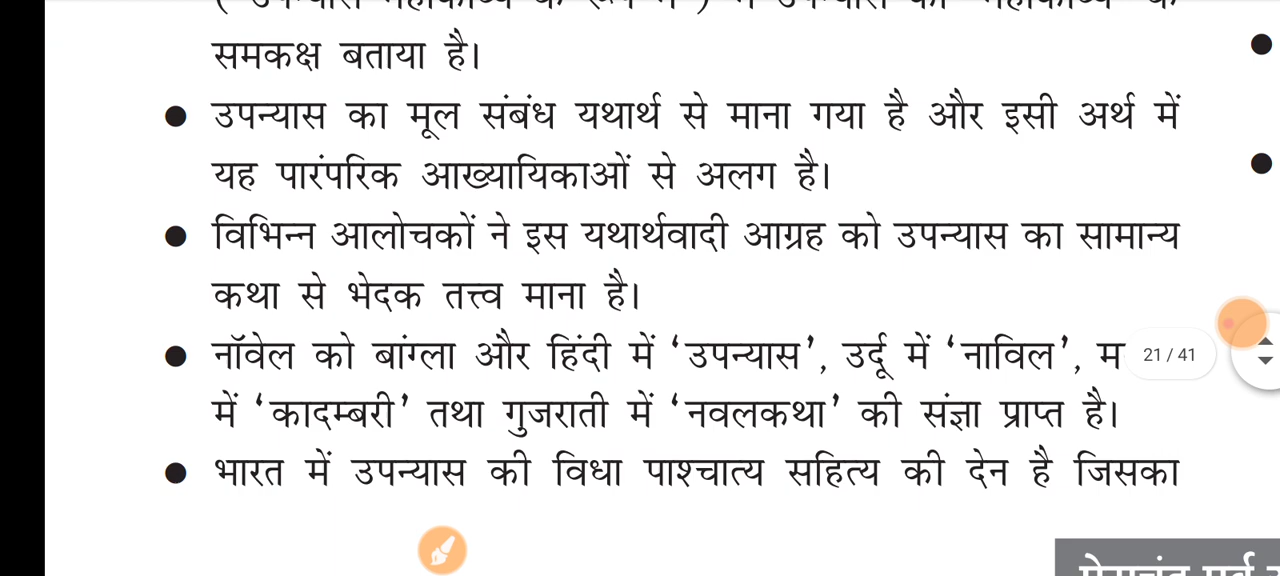 समकक्ष बताया है।
● उपन्यास का मूल संबंध यथार्थ से माना गया है और इसी अर्थ में
यह पारंपरिक आख्यायिकाओं से अलग है।
● विभिन्न आलोचकों ने इस यथार्थवादी आग्रह को उपन्यास का सामान्य
कथा से भेदक तत्त्व माना है।
● नॉवेल को बांग्ला और हिंदी में ‘उपन्यास’, उर्दू में ‘नाविल’,
में ‘कादम्बरी’ तथा गुजराती में ‘नवलकथा’ की संज्ञा प्राप्त है।
● भारत में उपन्यास की विधा पाश्चात्य सहित्य की देन है जिसका
21 / 41